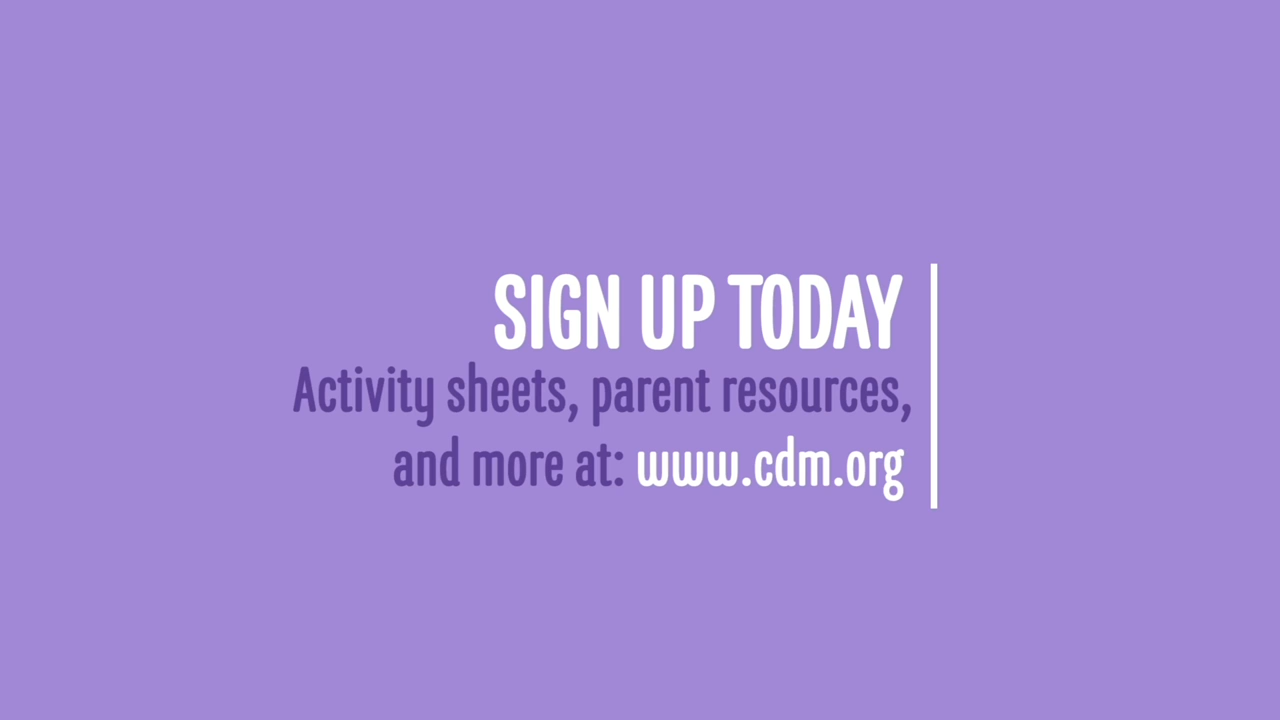 SIGN UP TODAY
Activity sheets, parent resources,
and more at: www.cdm.org